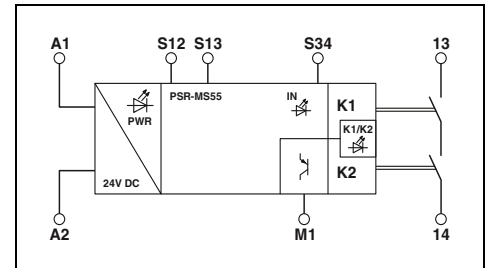 A1 S12 S13 S34 13
PSR-MS55 IN K1
PWR K1/K2
24V DC K2
A2 M1 14